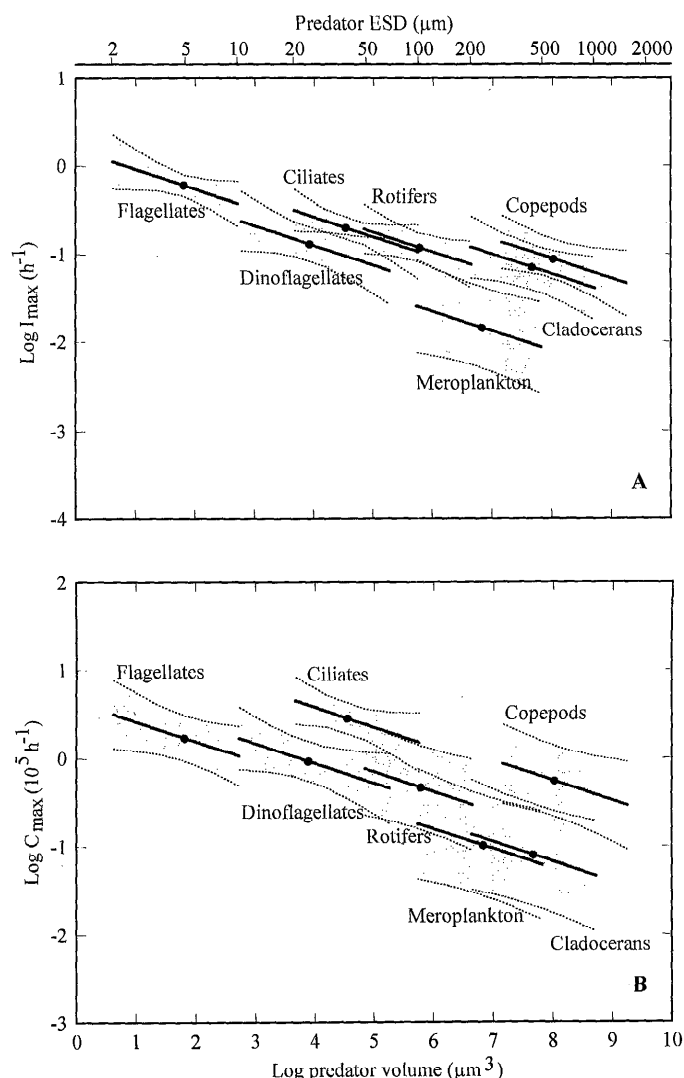 Predator ESD (μm)
2 5 10 20 50 100 200 500 1000 2000
1
0
-1
-2
-3
-4
Log I max (h-1)
Flagellates
Dinoflagellates
Ciliates
Rotifers
Copepods
Cladocerans
Meroplankton
A
2
1
0
-1
-2
-3
Log C max (10 5 h-1)
Flagellates
Ciliates
Copepods
Dinoflagellates
Rotifers
Meroplankton
Cladocerans
B
0 1 2 3 4 5 6 7 8 9 10
Log predator volume (μm3)